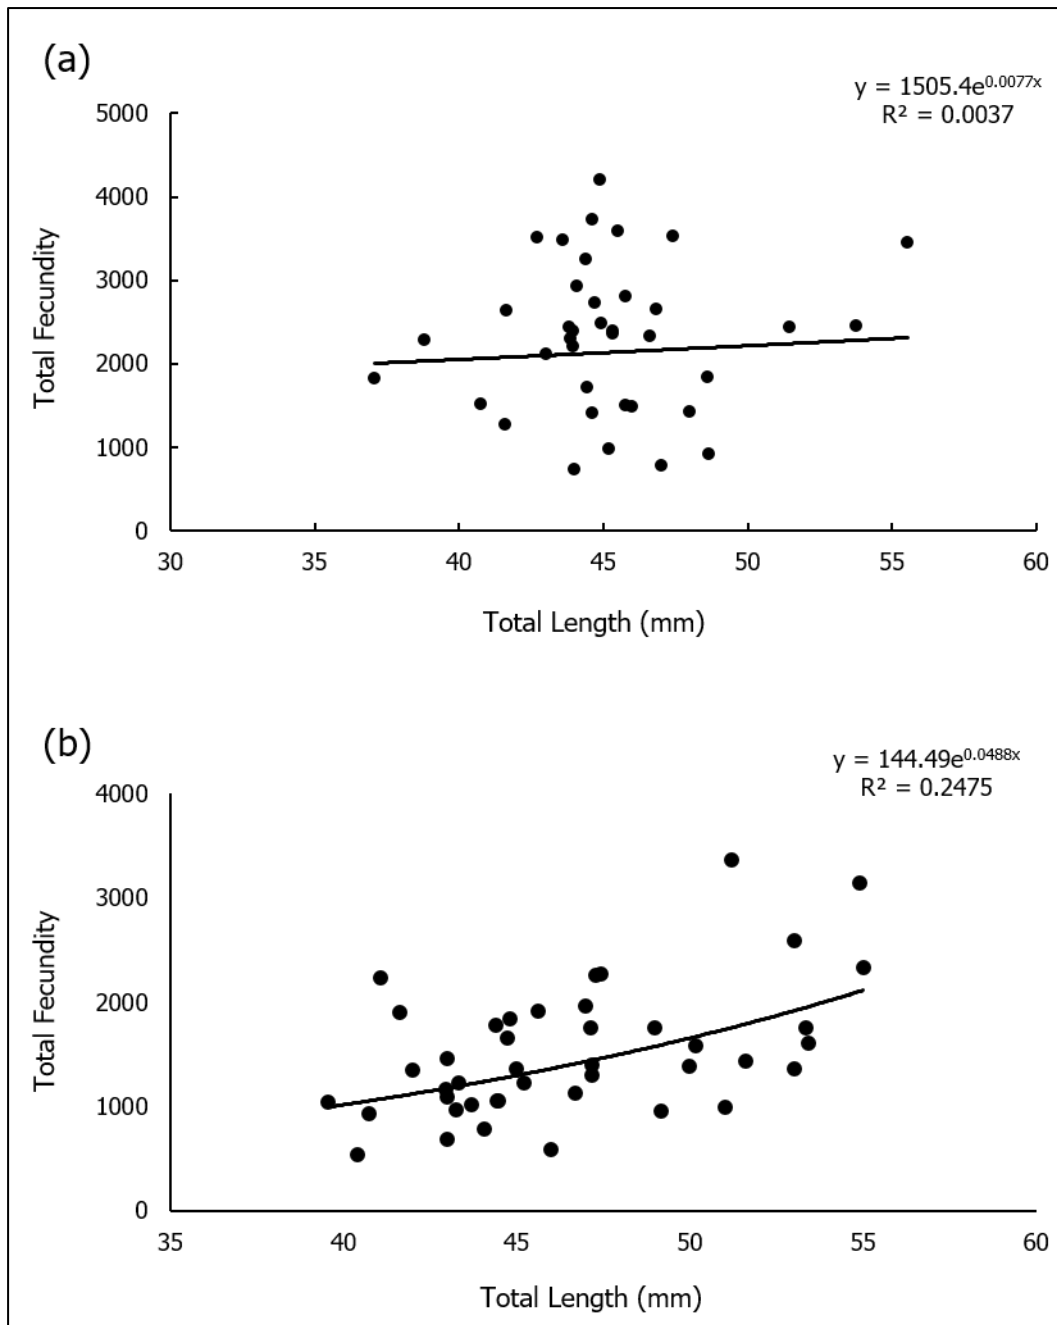 (a)
y = 1505.4e^0.0077x
R² = 0.0037
5000
4000
3000
2000
1000
0
Total Fecundity
30 35 40 45 50 55 60
Total Length (mm)
(b)
y = 144.49e^0.0488x
R² = 0.2475
4000
3000
2000
1000
0
Total Fecundity
35 40 45 50 55 60
Total Length (mm)